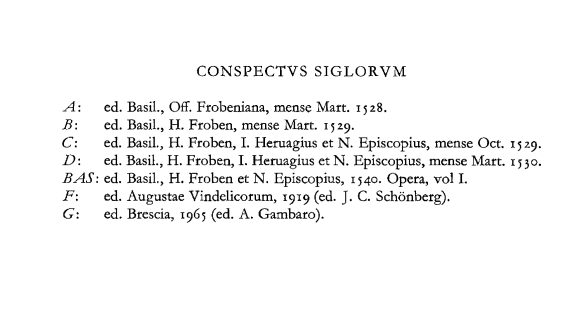 CONSPECTVS SIGLORVM
A: ed. Basil., Off. Frobeniana, mense Mart. 1528.
B: ed. Basil., H. Froben, mense Mart. 1529.
C: ed. Basil., H. Froben, I. Heruagius et N. Episcopius, mense Oct. 1529.
D: ed. Basil., H. Froben, I. Heruagius et N. Episcopius, mense Mart. 1530.
BAS: ed. Basil., H. Froben et N. Episcopius, 1540. Opera, vol I.
F: ed. Augustae Vindelicorum, 1919 (ed. J. C. Schönberg).
G: ed. Brescia, 1965 (ed. A. Gambaro).